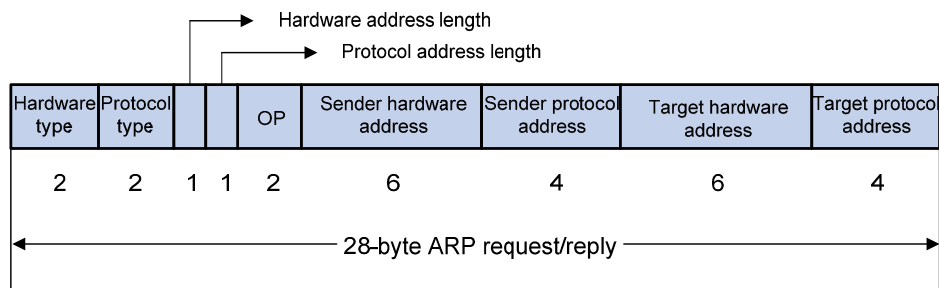 Hardware address length
Protocol address length
Hardware type
Protocol type
OP
Sender hardware address
Sender protocol address
Target hardware address
Target protocol address
2 2 1 1 2 6 4 6 4
28-byte ARP request/reply